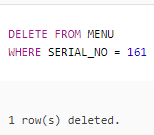 DELETE FROM MENU
WHERE SERIAL_NO = 161
1 row(s) deleted.